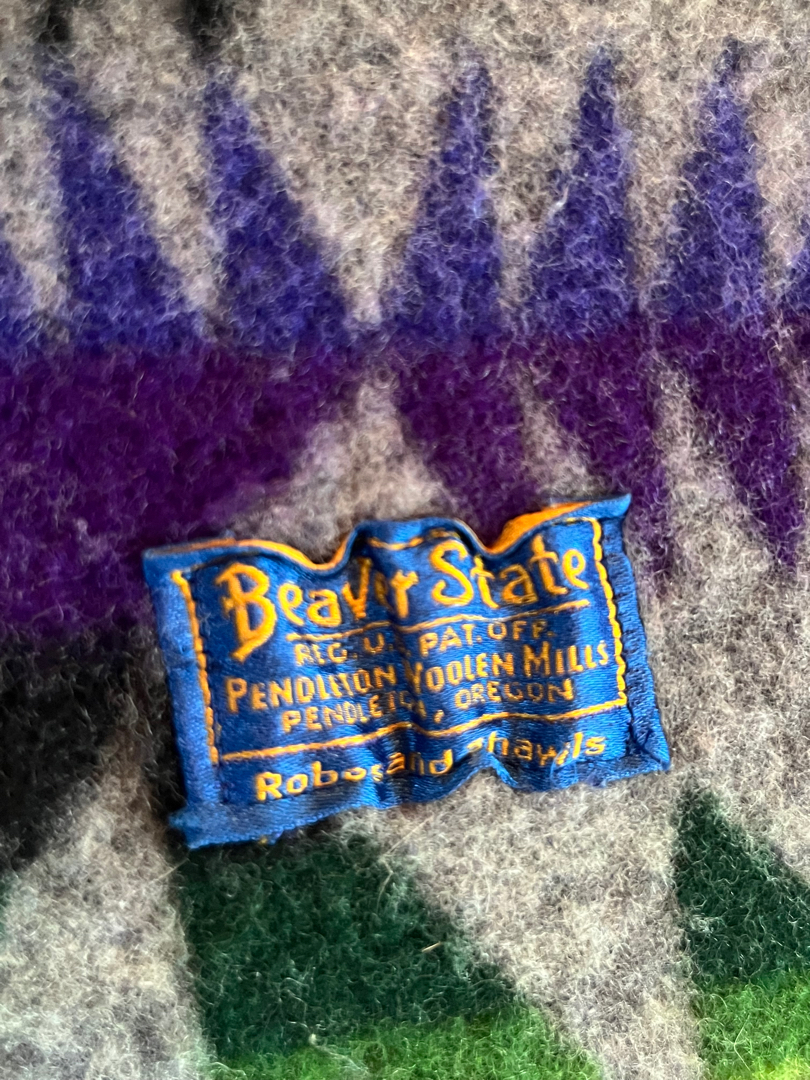 Beaver State
REG. U. PAT. OFF.
PENDLETON WOOLEN MILLS
PENDLETON, OREGON
Robes and Shawls